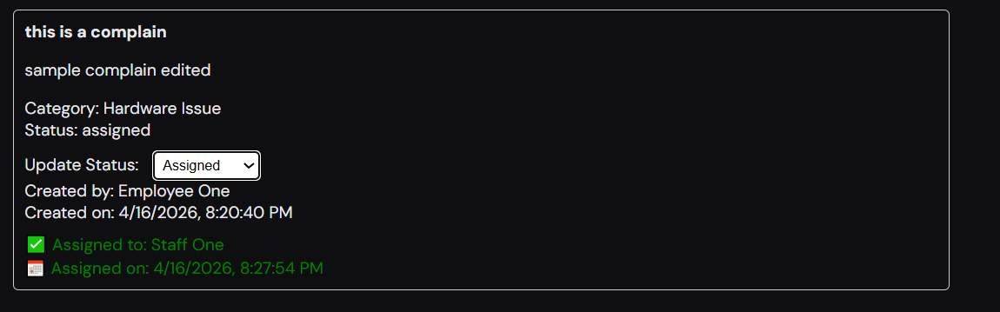 this is a complain
sample complain edited
Category: Hardware Issue
Status: assigned
Update Status: Assigned
Created by: Employee One
Created on: 4/16/2026, 8:20:40 PM
✅ Assigned to: Staff One
📅 Assigned on: 4/16/2026, 8:27:54 PM